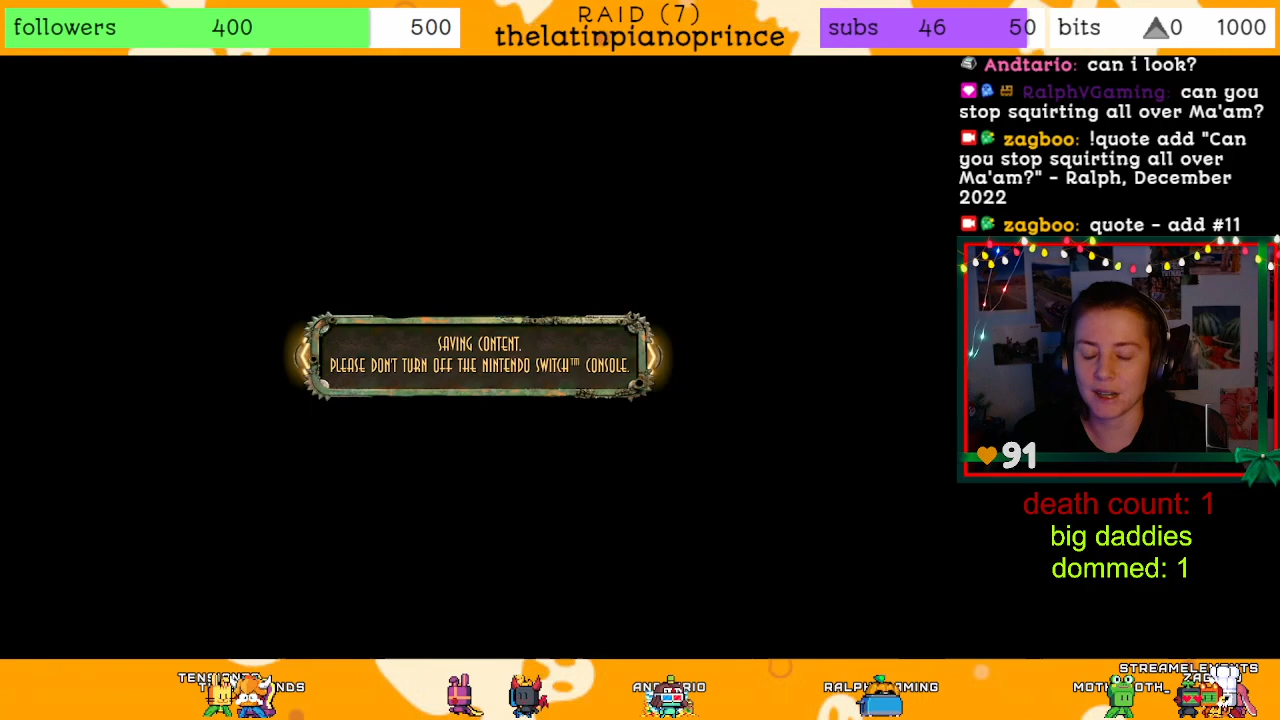 followers 400 500
RAID (7)
thelatinpianoprince
subs 46 50
bits 0 1000
Andtario: can i look?
RalphVGaming: can you
stop squirting all over Ma'am?
zagboo: !quote add "Can
you stop squirting all over
Ma'am?" - Ralph, December
2022
zagboo: quote - add #11
SAVING CONTENT.
PLEASE DON'T TURN OFF THE NINTENDO SWITCH™ CONSOLE.
91
death count: 1
big daddies
dommed: 1
STREAMELEMENTS